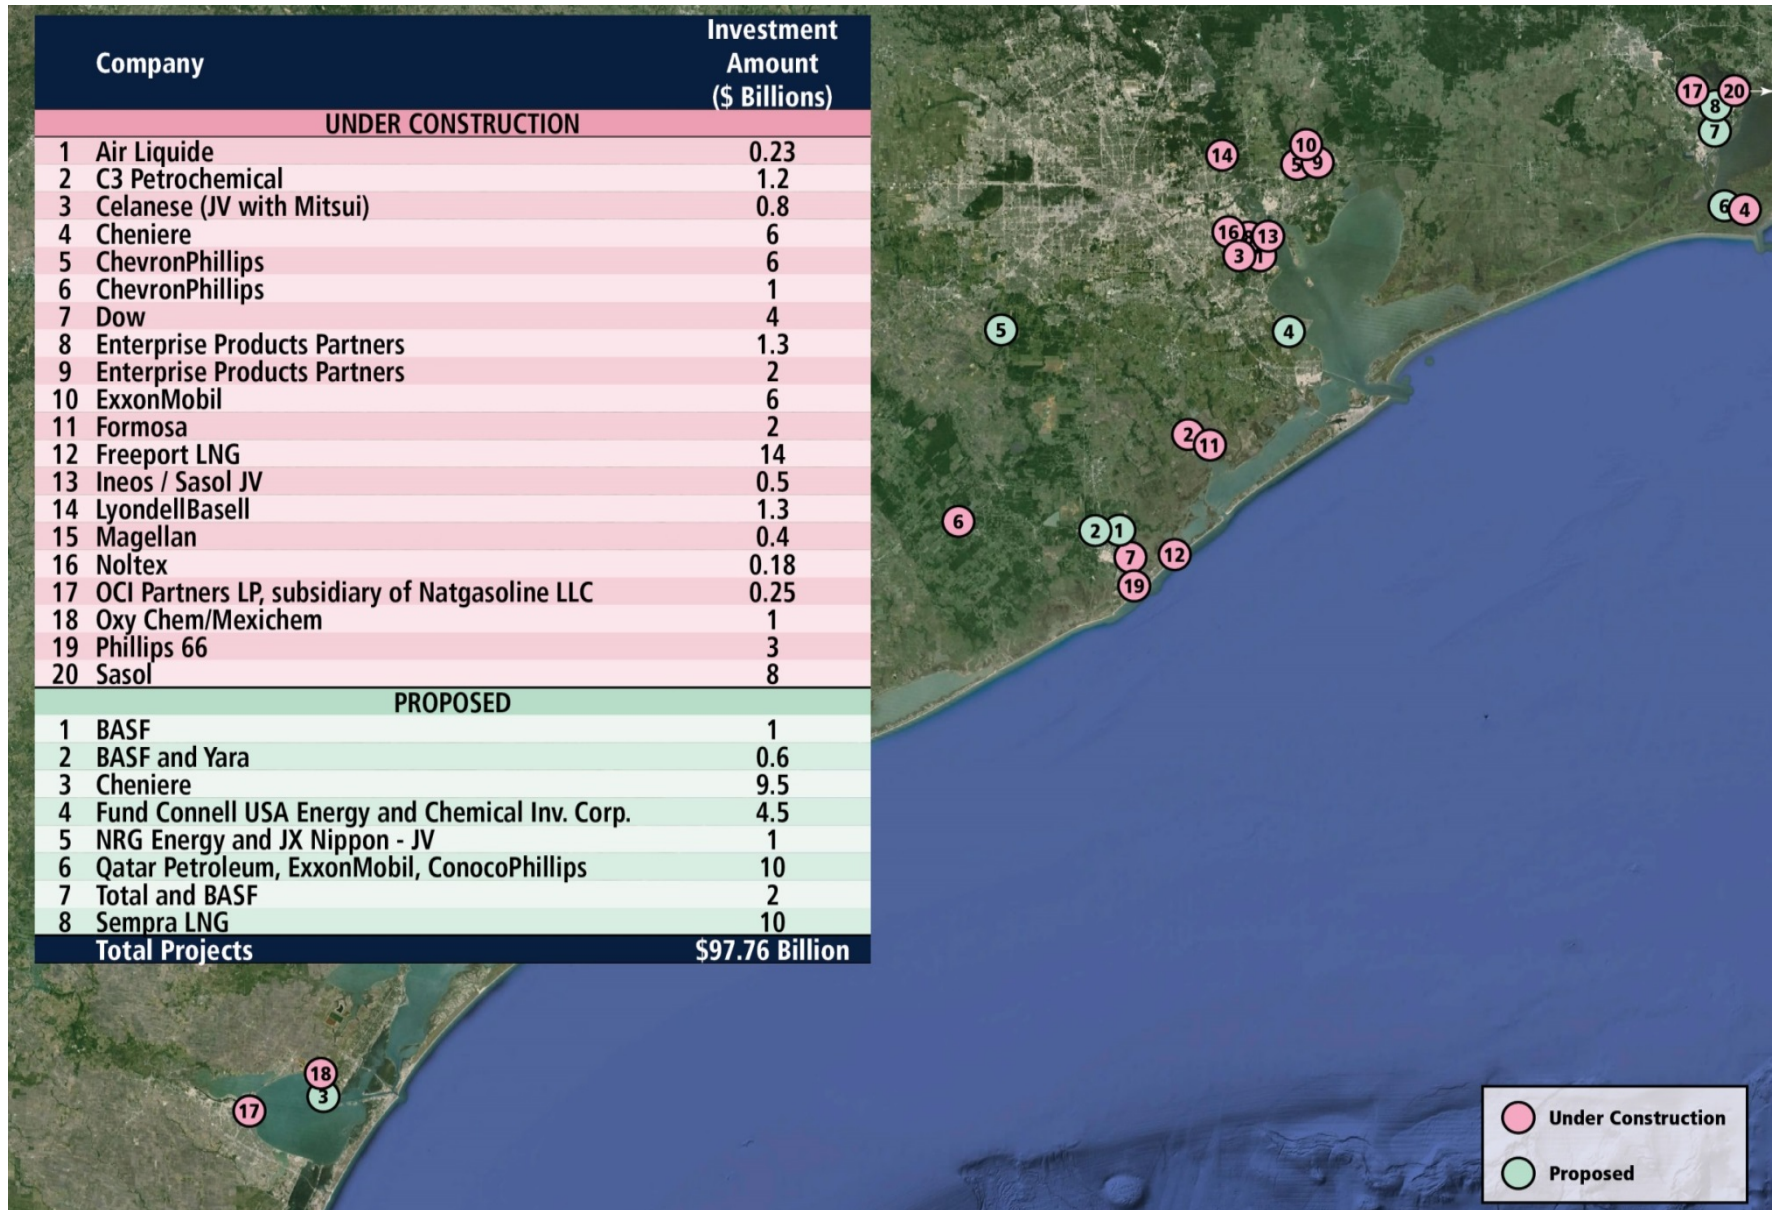 Company Investment Amount ($ Billions)
UNDER CONSTRUCTION
1 Air Liquide 0.23
2 C3 Petrochemical 1.2
3 Celanese (JV with Mitsui) 0.8
4 Cheniere 6
5 ChevronPhillips 6
6 ChevronPhillips 1
7 Dow 4
8 Enterprise Products Partners 1.3
9 Enterprise Products Partners 2
10 ExxonMobil 6
11 Formosa 2
12 Freeport LNG 14
13 Ineos / Sasol JV 0.5
14 LyondellBasell 1.3
15 Magellan 0.4
16 Noltex 0.18
17 OCI Partners LP, subsidiary of Natgasoline LLC 0.25
18 Oxy Chem/Mexichem 1
19 Phillips 66 3
20 Sasol 8
PROPOSED
1 BASF 1
2 BASF and Yara 0.6
3 Cheniere 9.5
4 Fund Connell USA Energy and Chemical Inv. Corp. 4.5
5 NRG Energy and JX Nippon - JV 1
6 Qatar Petroleum, ExxonMobil, ConocoPhillips 10
7 Total and BASF 2
8 Sempra LNG 10
Total Projects $97.76 Billion
17 20
8
7
6 4
14
10
5 9
16 13
3 1
5
4
2
11
6
2 1
7 12
19
18
3
17
Under Construction
Proposed